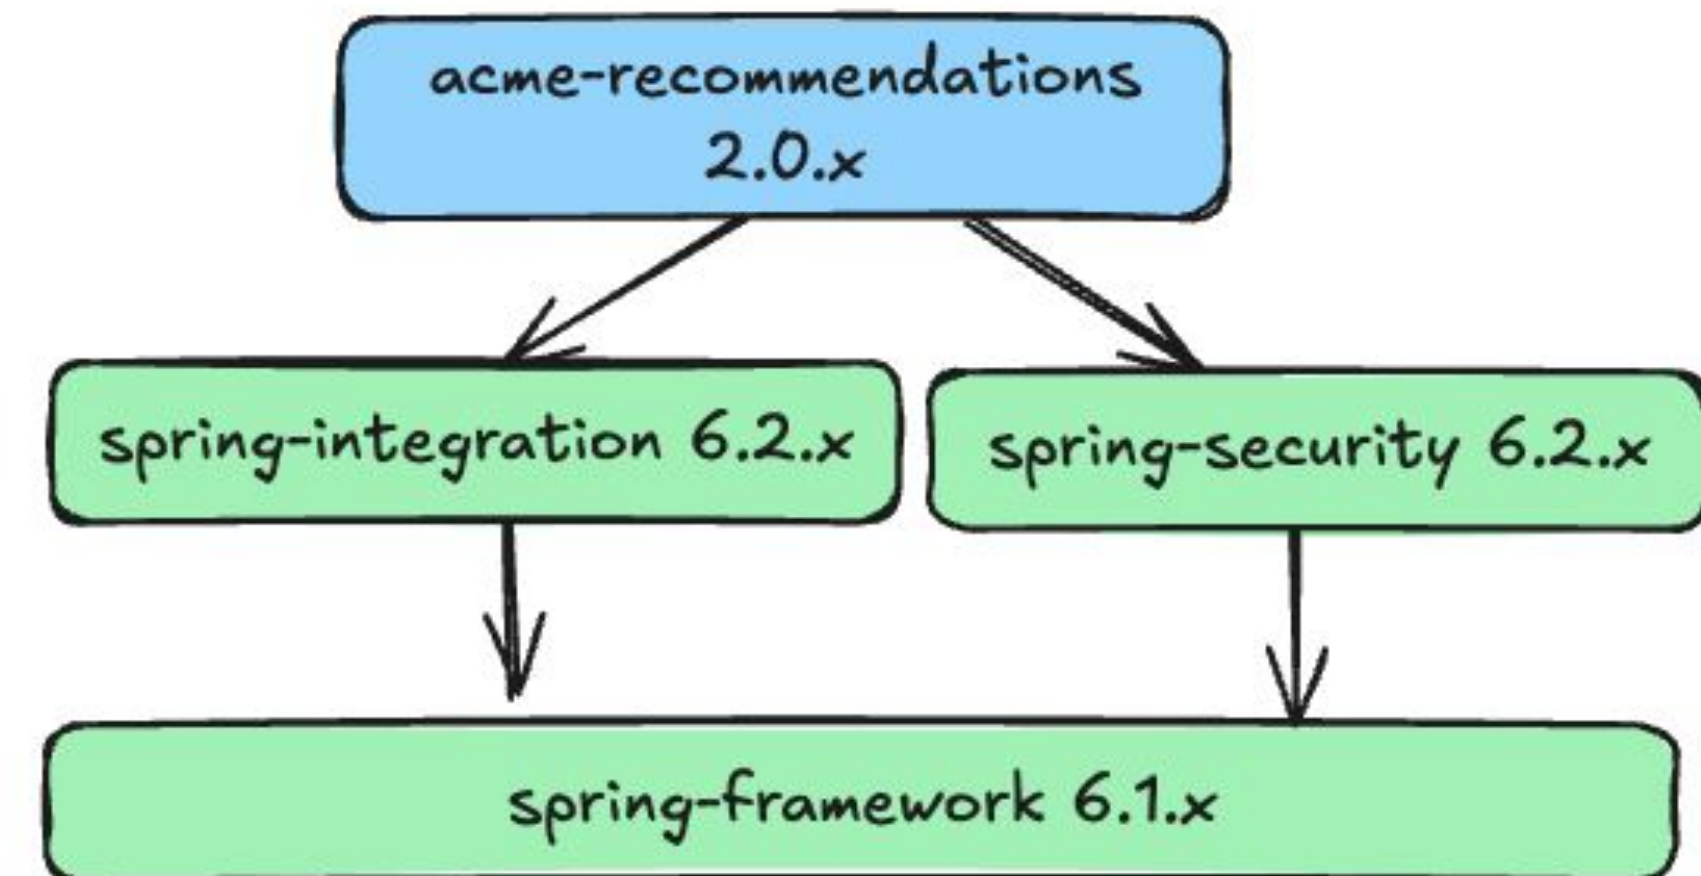 acme-recommendations
2.0.x
spring-integration 6.2.x
spring-security 6.2.x
spring-framework 6.1.x